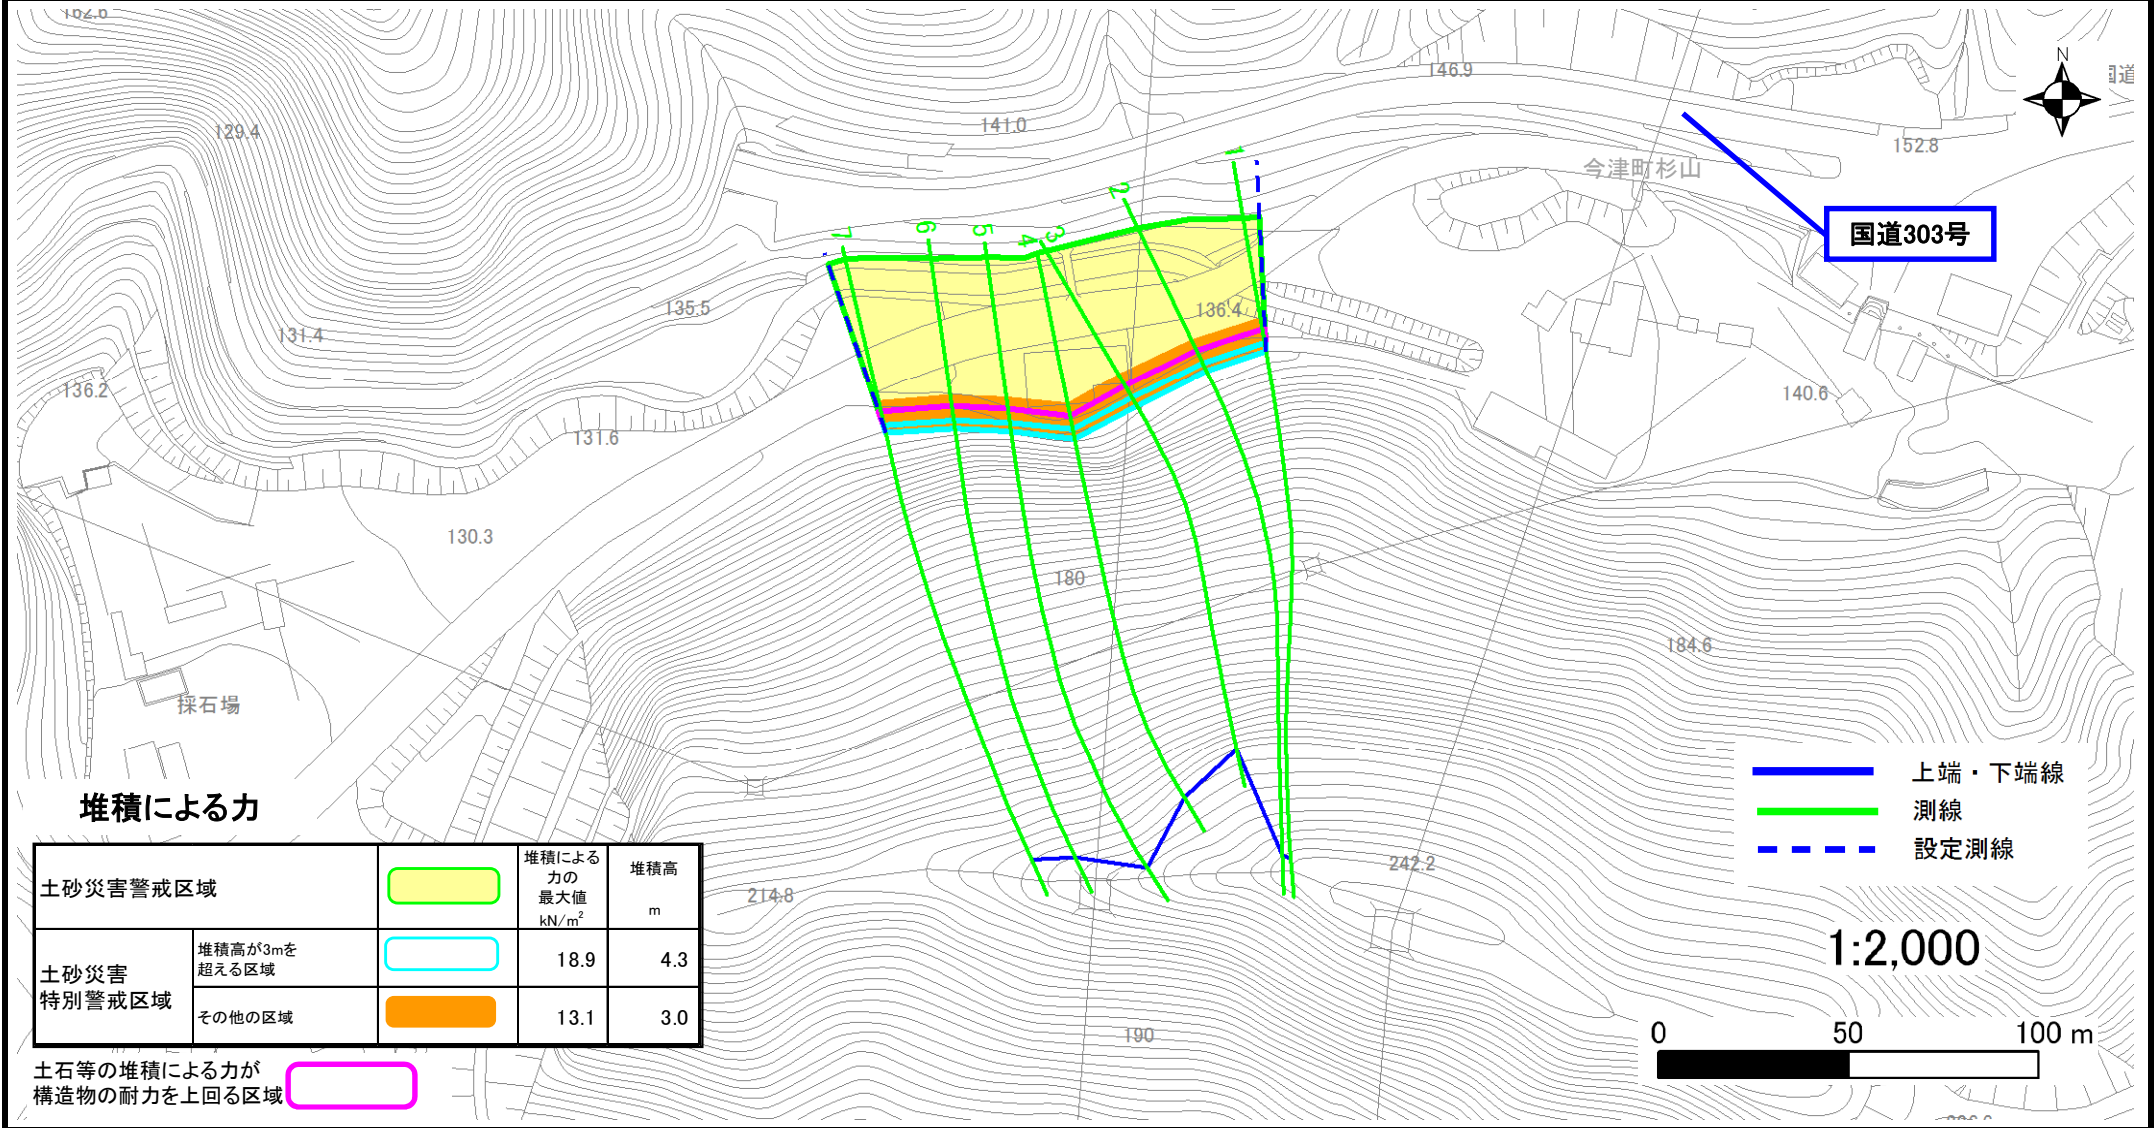 162.6
146.9
N
国道
129.4
141.0
152.8
今津町杉山
1
2
国道303号
7
6
5
4
3
135.5
136.4
131.4
136.2
140.6
131.6
130.3
180
184.6
採石場
上端・下端線
測線
設定測線
堆積による力
242.2
214.8
土砂災害警戒区域
堆積による
力の
最大値
kN/m²
堆積高
m
土砂災害
特別警戒区域
堆積高が3mを
超える区域
18.9
4.3
その他の区域
13.1
3.0
1:2,000
0
50
100 m
190
土石等の堆積による力が
構造物の耐力を上回る区域